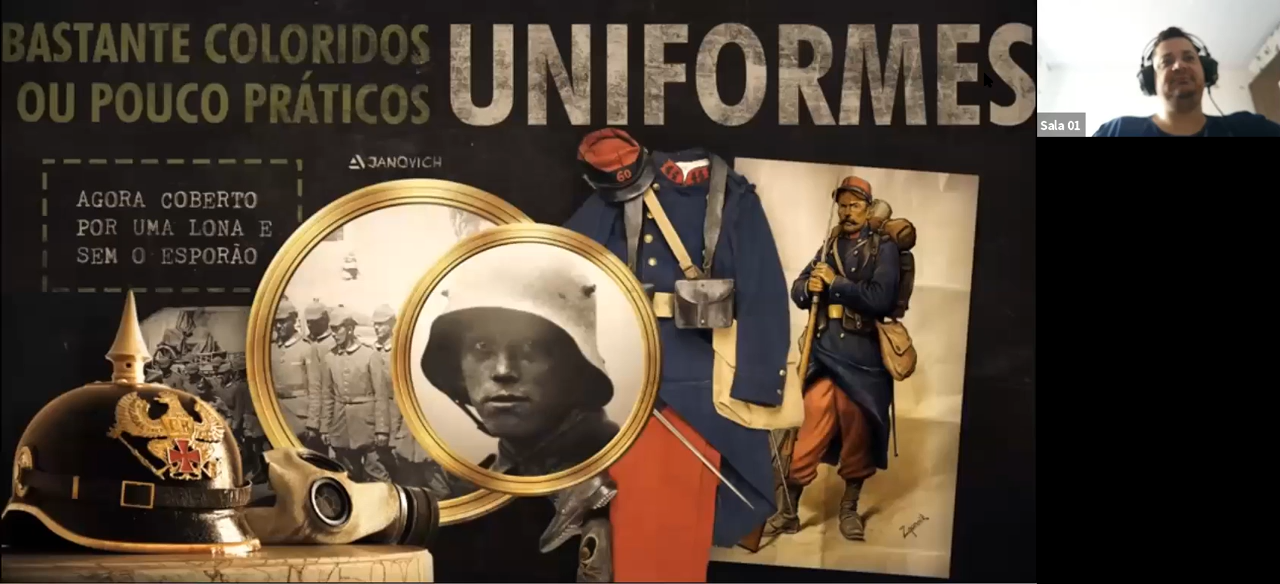 BASTANTE COLORIDOS
OU POUCO PRÁTICOS
UNIFORMES
JANOVICH
AGORA COBERTO
POR UMA LONA E
SEM O ESPORÃO
60
Sala 01